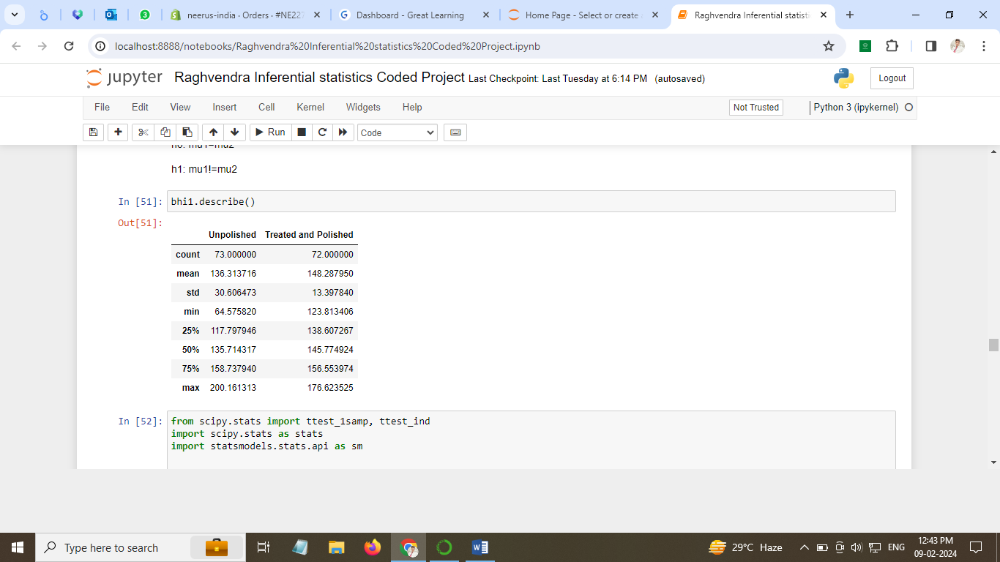 3
neerus-india · Orders · #NE227
Dashboard - Great Learning
Home Page - Select or create
Raghvendra Inferential statisti
localhost:8888/notebooks/Raghvendra%20Inferential%20statistics%20Coded%20Project.ipynb
jupyter Raghvendra Inferential statistics Coded Project Last Checkpoint: Last Tuesday at 6:14 PM (autosaved) Logout
File Edit View Insert Cell Kernel Widgets Help Not Trusted Python 3 (ipykernel)
Run Code
h0: mu1=mu2
h1: mu1!=mu2
In [51]: bhi1.describe()
Out[51]:
Unpolished Treated and Polished
count 73.000000 72.000000
mean 136.313716 148.287950
std 30.606473 13.397840
min 64.575820 123.813406
25% 117.797946 138.607267
50% 135.714317 145.774924
75% 158.737940 156.553974
max 200.161313 176.623525
In [52]: from scipy.stats import ttest_1samp, ttest_ind
import scipy.stats as stats
import statsmodels.stats.api as sm
Type here to search
29°C Haze
ENG
12:43 PM
09-02-2024